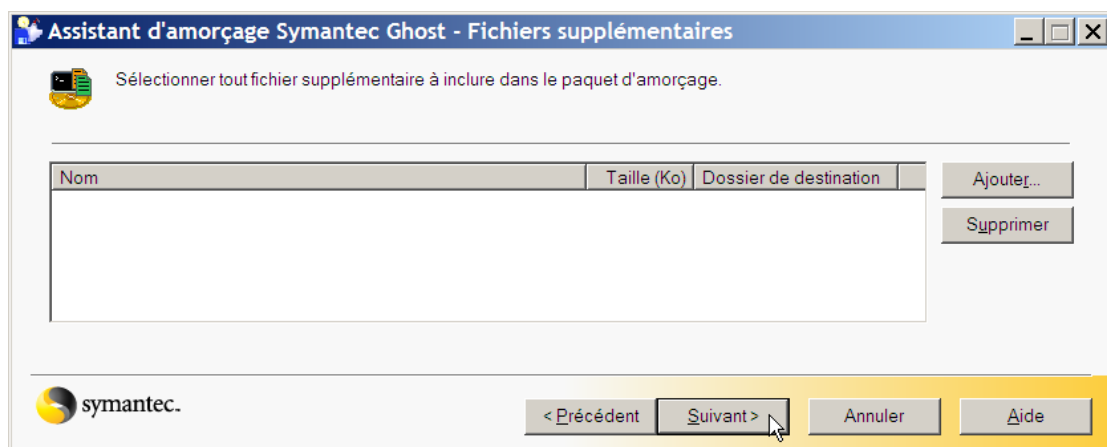 Assistant d'amorçage Symantec Ghost - Fichiers supplémentaires
Sélectionner tout fichier supplémentaire à inclure dans le paquet d'amorçage.
Nom Taille (Ko) Dossier de destination
Ajouter...
Supprimer
symantec.
< Précédent Suivant > Annuler Aide